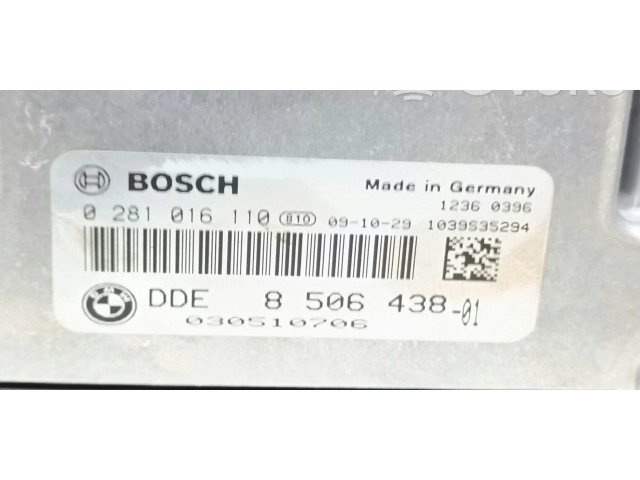 BOSCH
Made in Germany
1236 0396
0 281 016 110 810 09-10-29 1039S35294
DDE 8 506 438-01
030510706